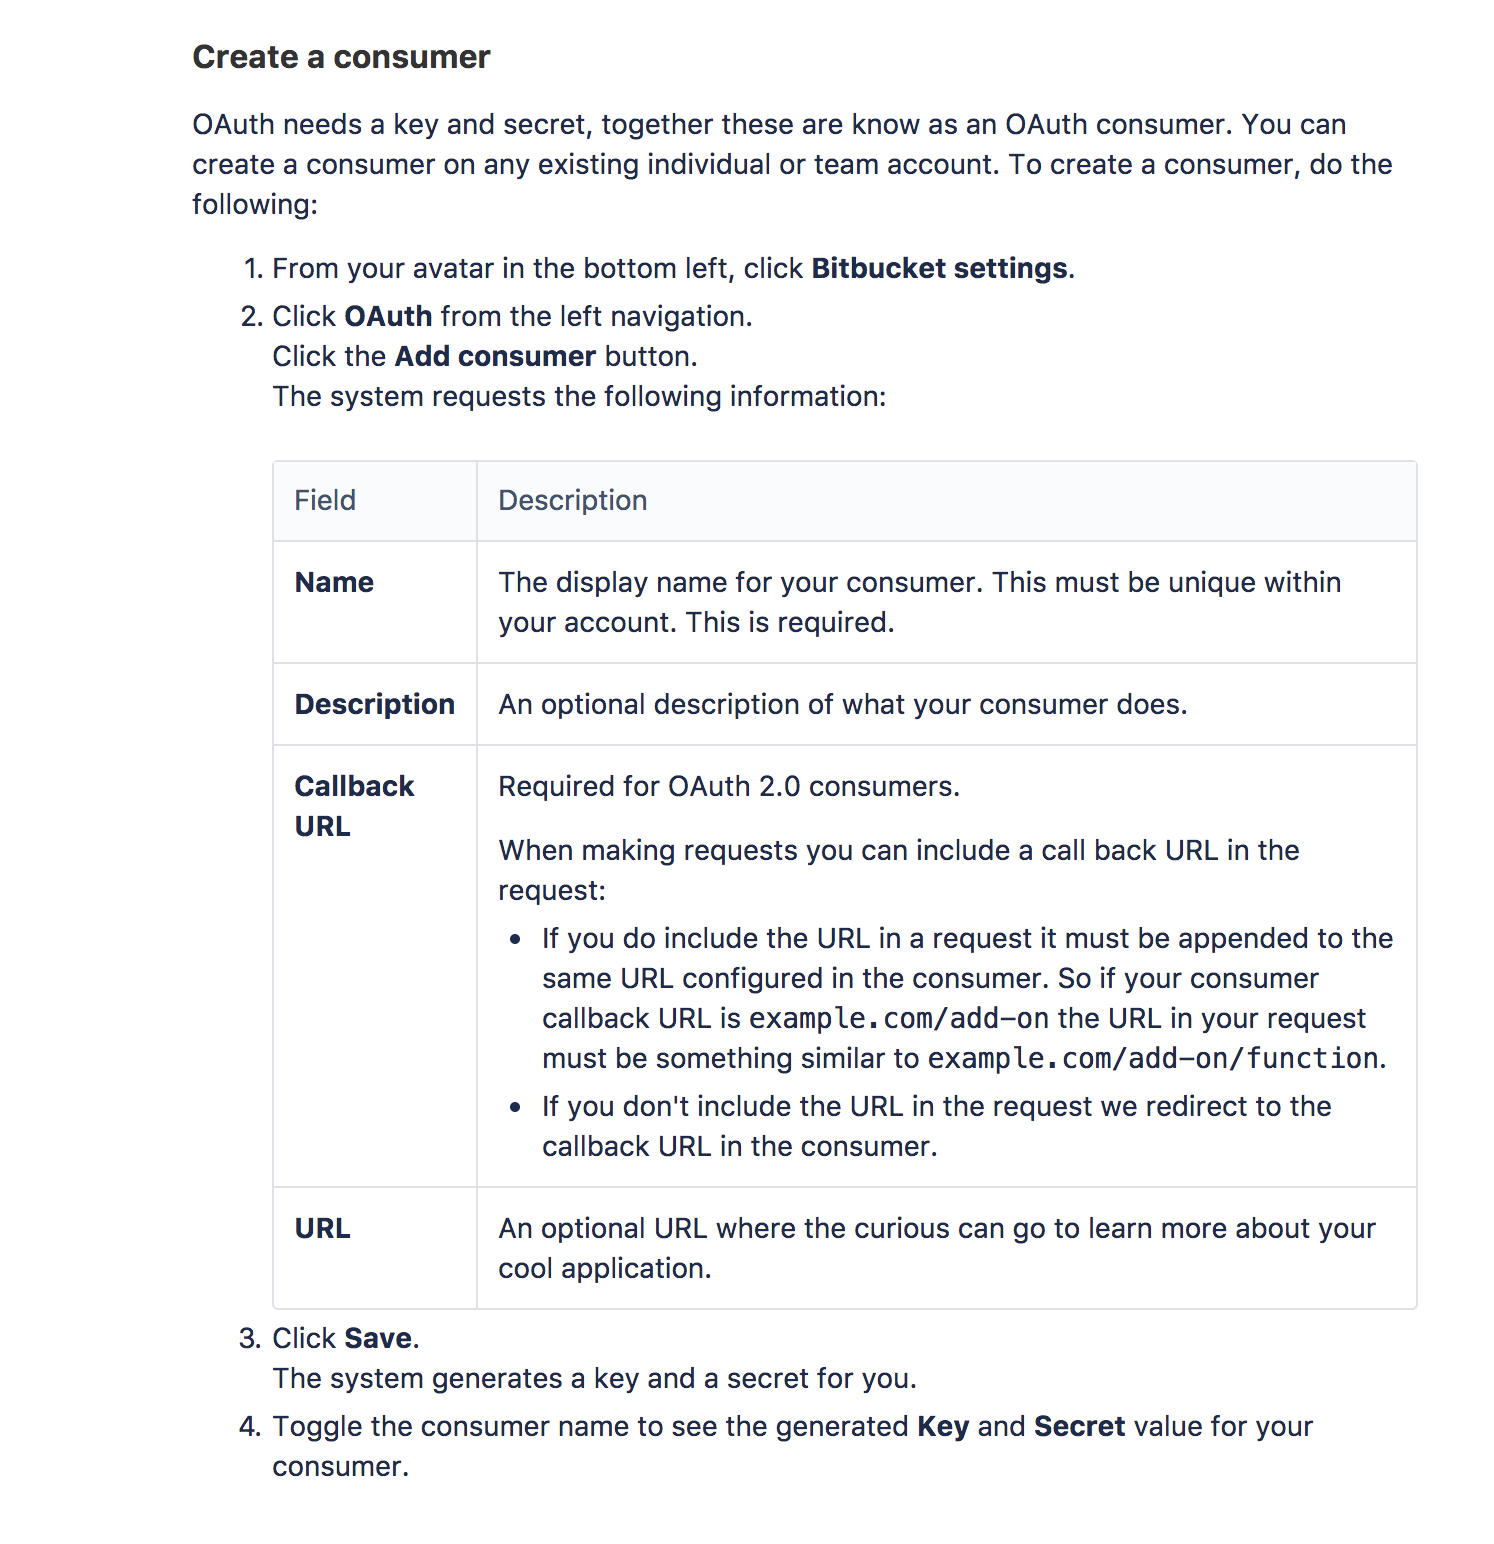 Create a consumer
OAuth needs a key and secret, together these are know as an OAuth consumer. You can
create a consumer on any existing individual or team account. To create a consumer, do the
following:
1. From your avatar in the bottom left, click Bitbucket settings.
2. Click OAuth from the left navigation.
Click the Add consumer button.
The system requests the following information:
Field Description
Name The display name for your consumer. This must be unique within
your account. This is required.
Description An optional description of what your consumer does.
Callback Required for OAuth 2.0 consumers.
URL
When making requests you can include a call back URL in the
request:
• If you do include the URL in a request it must be appended to the
same URL configured in the consumer. So if your consumer
callback URL is example.com/add-on the URL in your request
must be something similar to example.com/add-on/function.
• If you don't include the URL in the request we redirect to the
callback URL in the consumer.
URL An optional URL where the curious can go to learn more about your
cool application.
3. Click Save.
The system generates a key and a secret for you.
4. Toggle the consumer name to see the generated Key and Secret value for your
consumer.